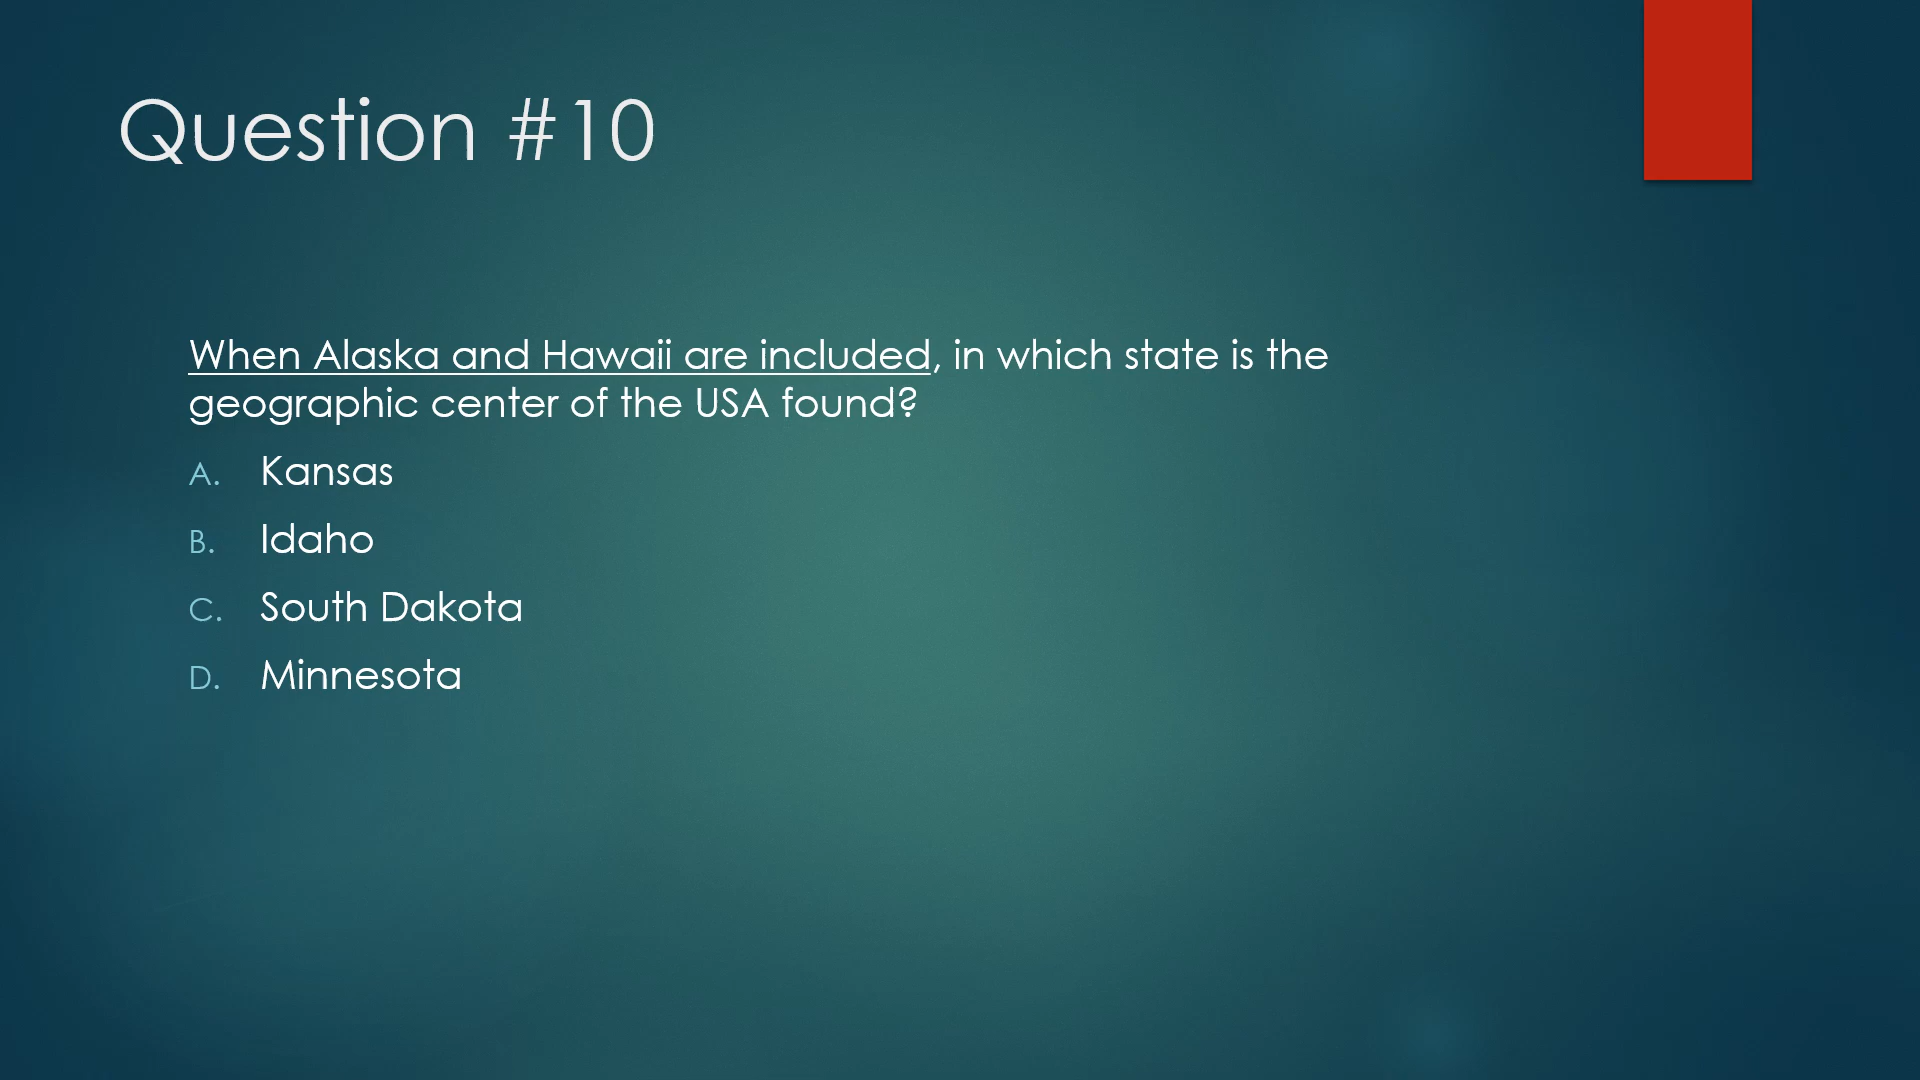 Question #10
When Alaska and Hawaii are included, in which state is the
geographic center of the USA found?
A. Kansas
B. Idaho
C. South Dakota
D. Minnesota